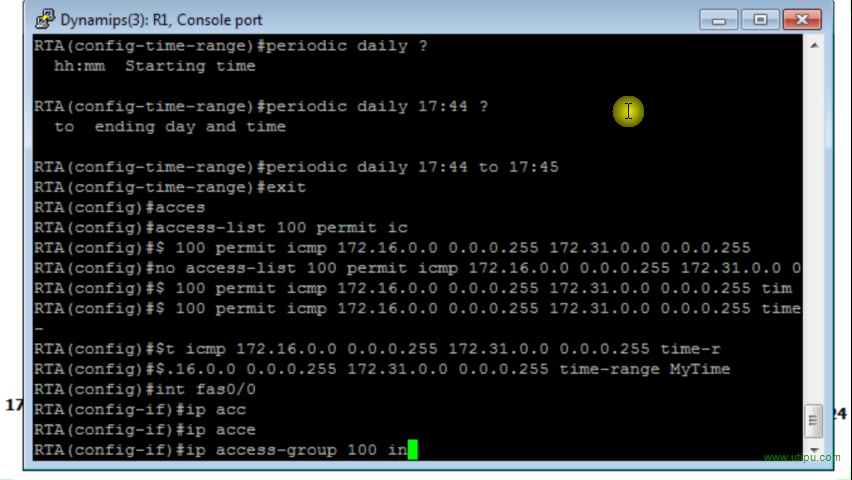 Dynamips(3): R1, Console port
RTA(config-time-range)#periodic daily ?
hh:mm  Starting time
RTA(config-time-range)#periodic daily 17:44 ?
to  ending day and time
RTA(config-time-range)#periodic daily 17:44 to 17:45
RTA(config-time-range)#exit
RTA(config)#acces
RTA(config)#access-list 100 permit ic
RTA(config)#$ 100 permit icmp 172.16.0.0 0.0.0.255 172.31.0.0 0.0.0.255
RTA(config)#no access-list 100 permit icmp 172.16.0.0 0.0.0.255 172.31.0.0 0
RTA(config)#$ 100 permit icmp 172.16.0.0 0.0.0.255 172.31.0.0 0.0.0.255 tim
RTA(config)#$ 100 permit icmp 172.16.0.0 0.0.0.255 172.31.0.0 0.0.0.255 time
-
RTA(config)#$t icmp 172.16.0.0 0.0.0.255 172.31.0.0 0.0.0.255 time-r
RTA(config)#$.16.0.0 0.0.0.255 172.31.0.0 0.0.0.255 time-range MyTime
RTA(config)#int fas0/0
RTA(config-if)#ip acc
RTA(config-if)#ip acce
RTA(config-if)#ip access-group 100 in
17
24
www.utipu.com